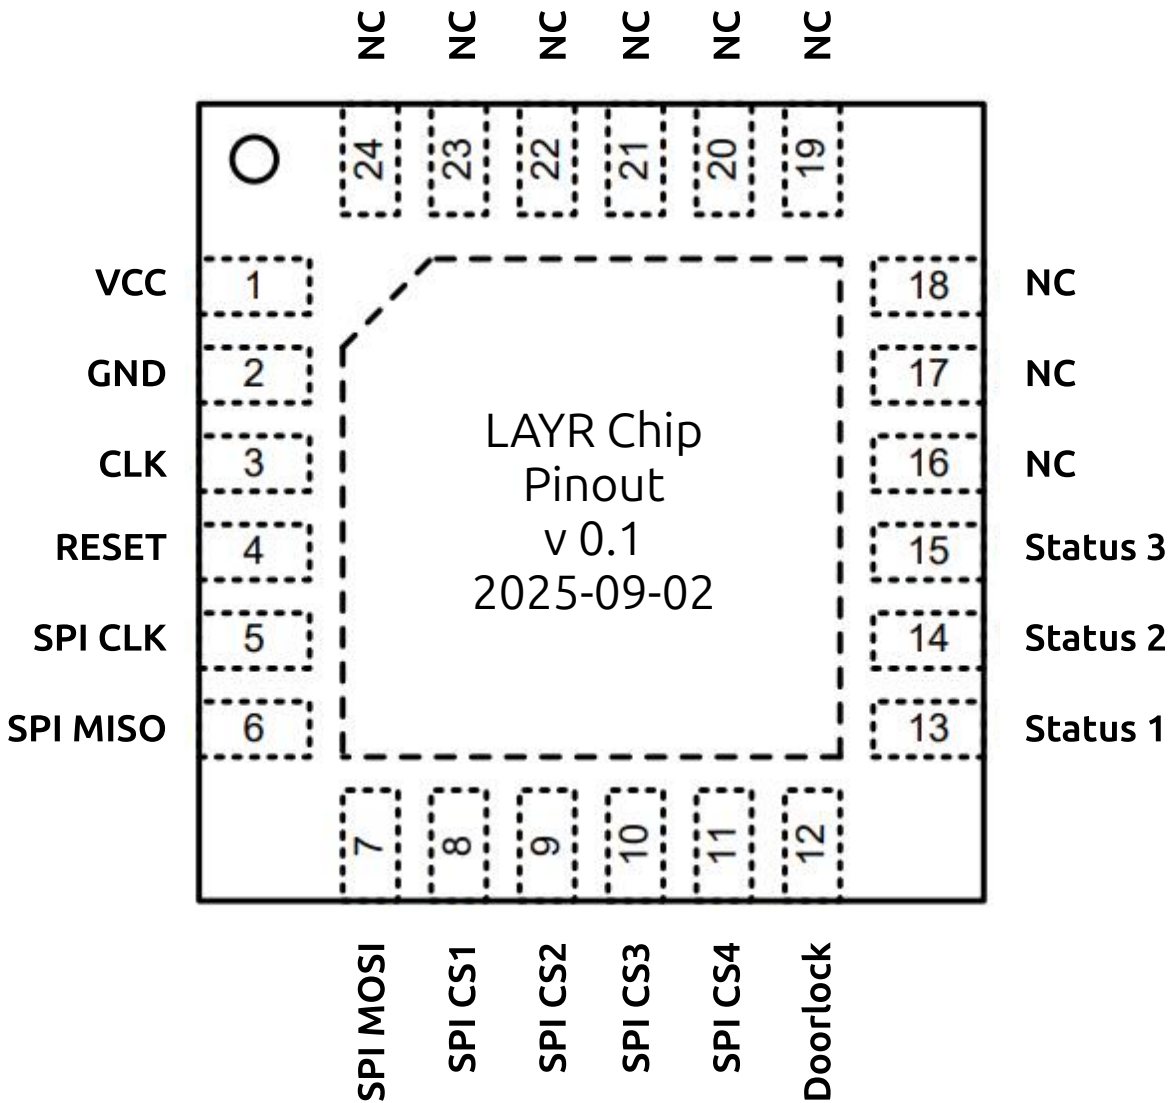 NC NC NC NC NC NC
24 23 22 21 20 19
VCC 1 18 NC
GND 2 17 NC
CLK 3 16 NC
RESET 4 15 Status 3
SPI CLK 5 14 Status 2
SPI MISO 6 13 Status 1
LAYR Chip
Pinout
v 0.1
2025-09-02
7 8 9 10 11 12
SPI MOSI
SPI CS1
SPI CS2
SPI CS3
SPI CS4
Doorlock